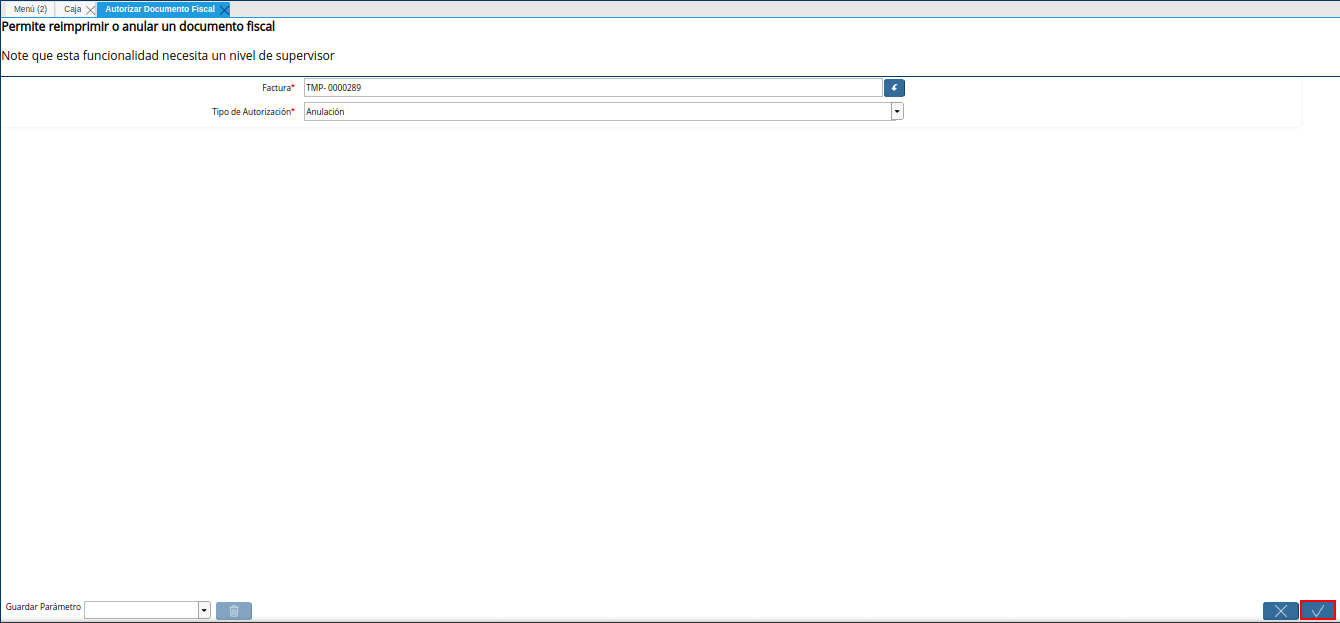 Menú (2) Caja Autorizar Documento Fiscal
Permite reimprimir o anular un documento fiscal
Note que esta funcionalidad necesita un nivel de supervisor
Factura* TMP- 0000289
Tipo de Autorización* Anulación
Guardar Parámetro